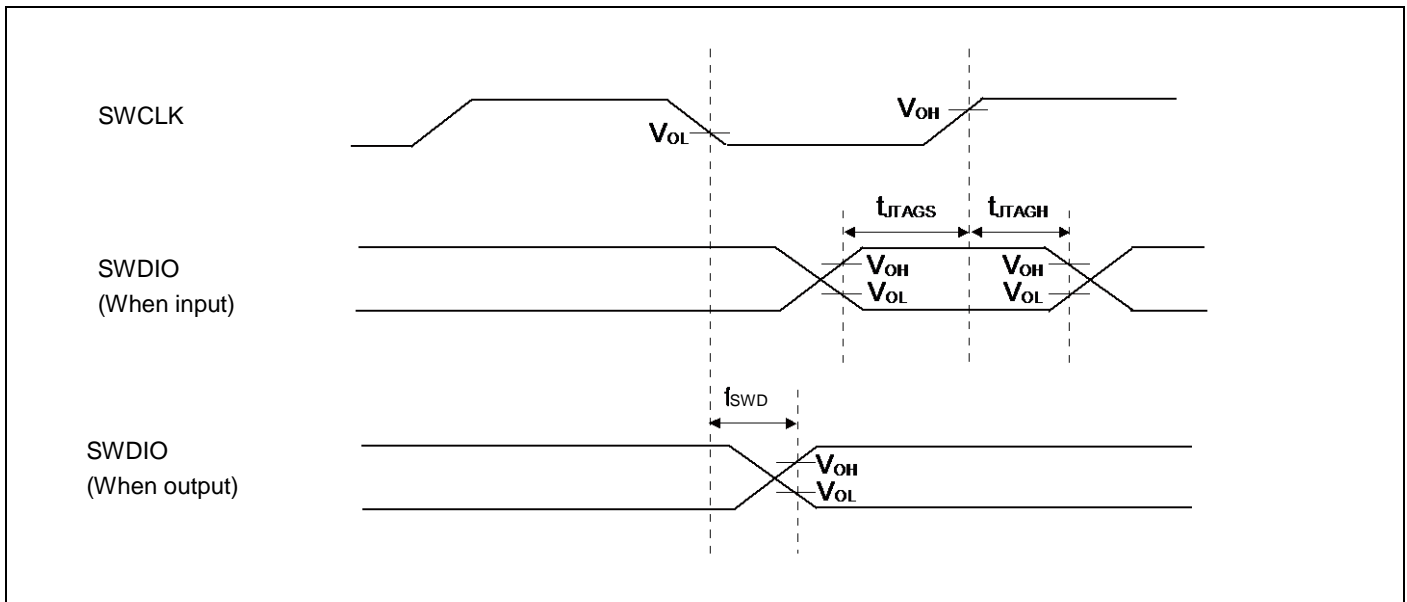 SWCLK
VOL
VOH
tJTAGS
tJTAGH
SWDIO
(When input)
VOH
VOL
VOH
VOL
tSWD
SWDIO
(When output)
VOH
VOL